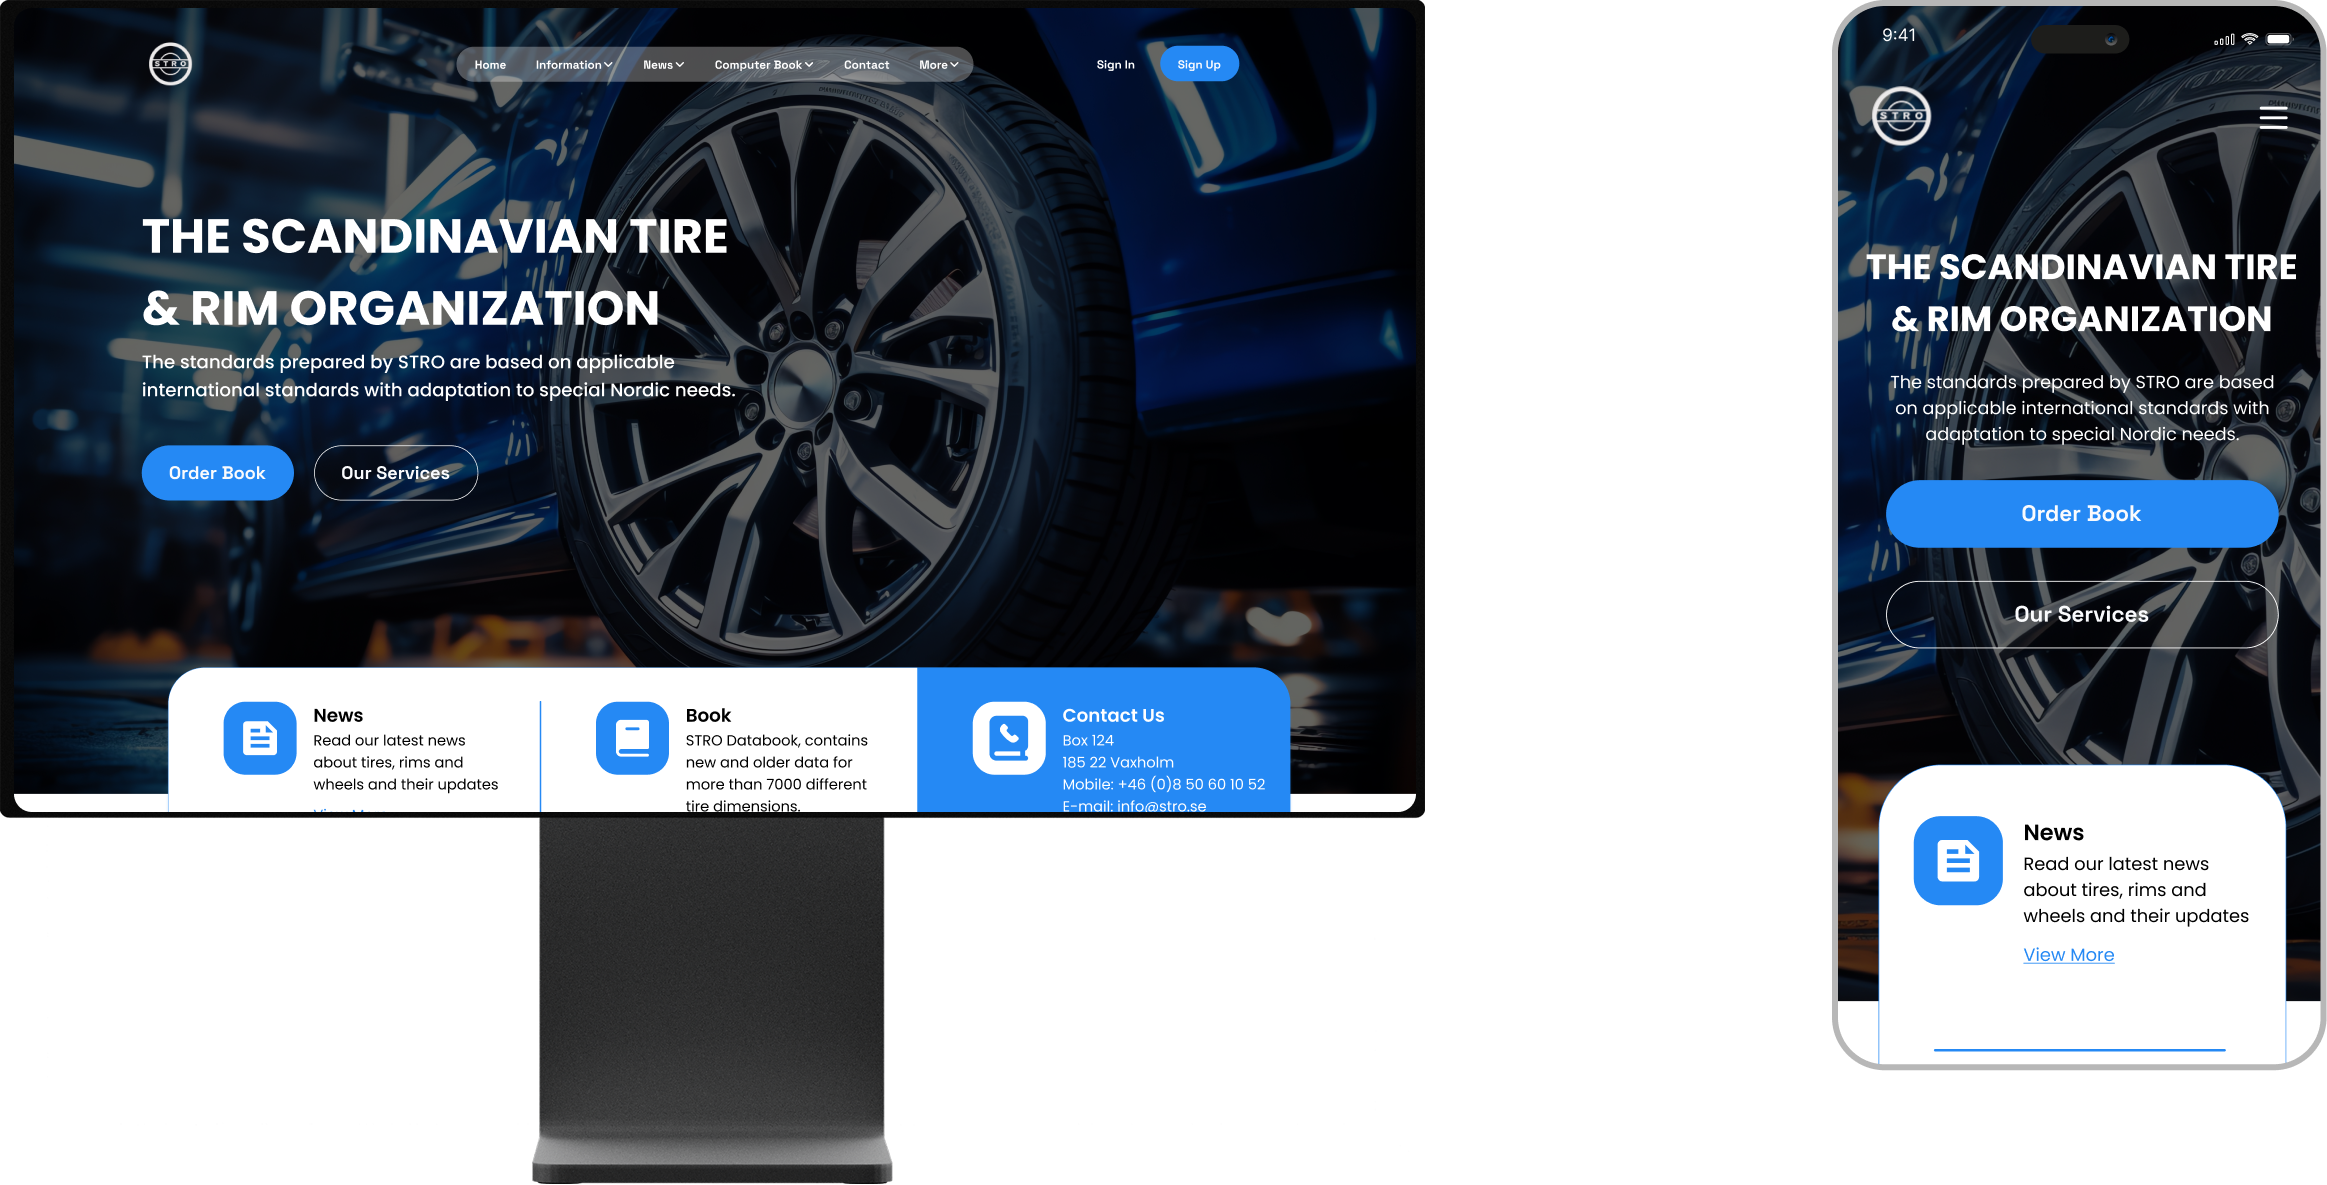 STRO
Home Information News Computer Book Contact More
Sign In Sign Up
THE SCANDINAVIAN TIRE
& RIM ORGANIZATION
The standards prepared by STRO are based on applicable
international standards with adaptation to special Nordic needs.
Order Book Our Services
News
Read our latest news
about tires, rims and
wheels and their updates
View More
Book
STRO Databook, contains
new and older data for
more than 7000 different
tire dimensions.
Contact Us
Box 124
185 22 Vaxholm
Mobile: +46 (0)8 50 60 10 52
E-mail: info@stro.se
9:41
STRO
THE SCANDINAVIAN TIRE
& RIM ORGANIZATION
The standards prepared by STRO are based
on applicable international standards with
adaptation to special Nordic needs.
Order Book
Our Services
News
Read our latest news
about tires, rims and
wheels and their updates
View More